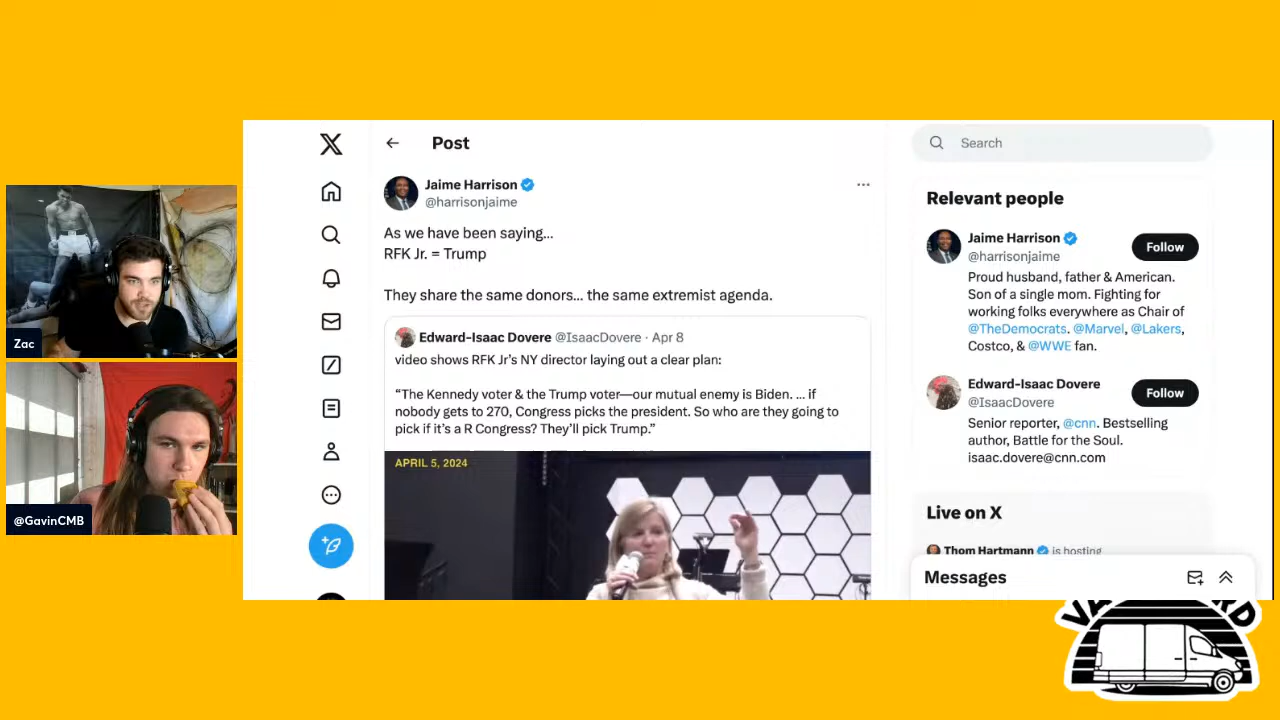 Zac
@GavinCMB
Post
Jaime Harrison
@harrisonjaime
As we have been saying...
RFK Jr. = Trump
They share the same donors... the same extremist agenda.
Edward-Isaac Dovere @IsaacDovere · Apr 8
video shows RFK Jr's NY director laying out a clear plan:
“The Kennedy voter & the Trump voter—our mutual enemy is Biden. ... if
nobody gets to 270, Congress picks the president. So who are they going to
pick if it’s a R Congress? They’ll pick Trump.”
APRIL 5, 2024
Search
Relevant people
Jaime Harrison
@harrisonjaime
Follow
Proud husband, father & American.
Son of a single mom. Fighting for
working folks everywhere as Chair of
@TheDemocrats. @Marvel, @Lakers,
Costco, & @WWE fan.
Edward-Isaac Dovere
@IsaacDovere
Follow
Senior reporter, @cnn. Bestselling
author, Battle for the Soul.
isaac.dovere@cnn.com
Live on X
Thom Hartmann is hosting
Messages